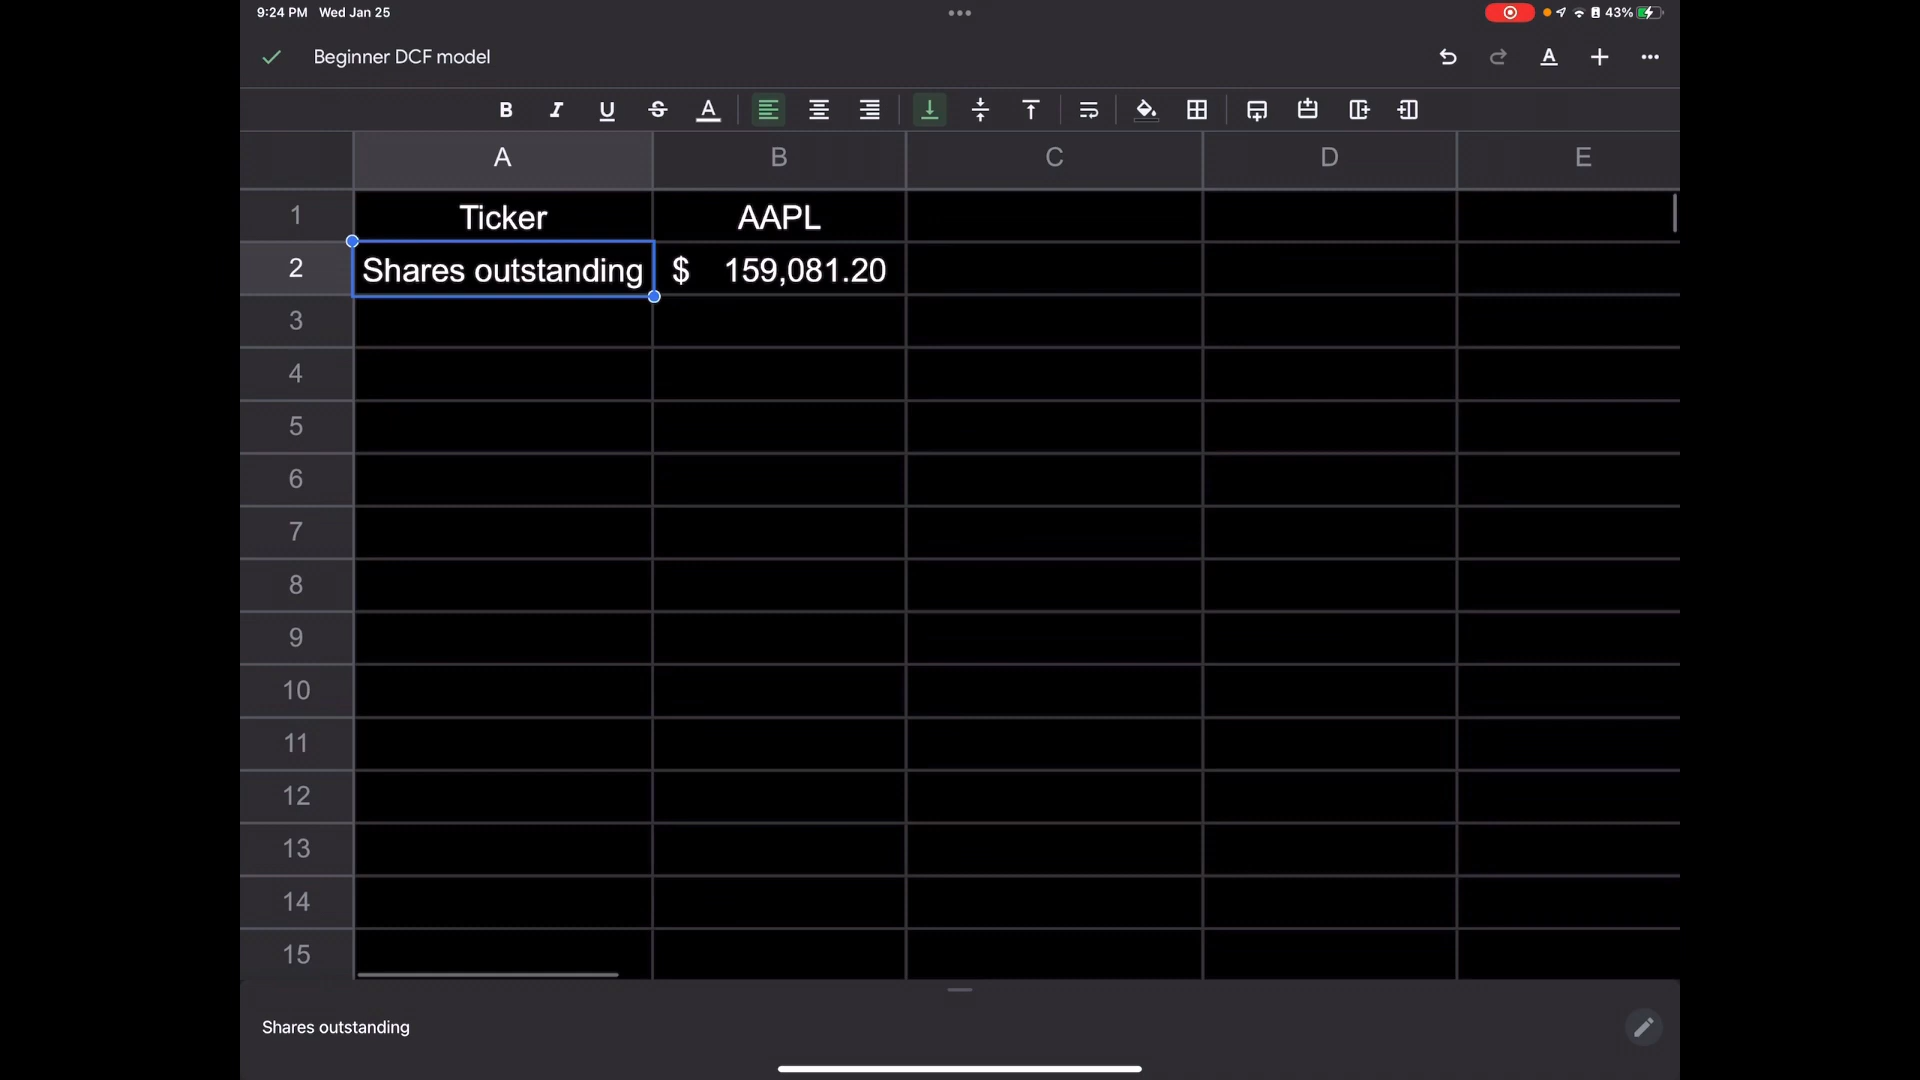 9:24 PM Wed Jan 25
43%
Beginner DCF model
B I U S A
A B C D E
1 Ticker AAPL
2 Shares outstanding $ 159,081.20
3
4
5
6
7
8
9
10
11
12
13
14
15
Shares outstanding